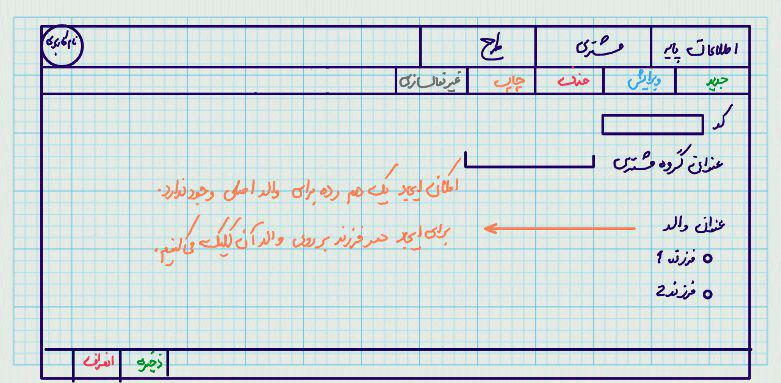 اطلاعات پایه
مشتری
طرح
نام کاربری
جدید
ویرایش
حذف
چاپ
غیرفعالسازی
کد
عنوان گروه مشتری
امکان ایجاد یک هم رده برای والد اصلی وجود ندارد.
عنوان والد
برای ایجاد هر فرزند بر روی والد آن کلیک می کنیم.
فرزند 1
فرزند 2
ذخیره
انصراف